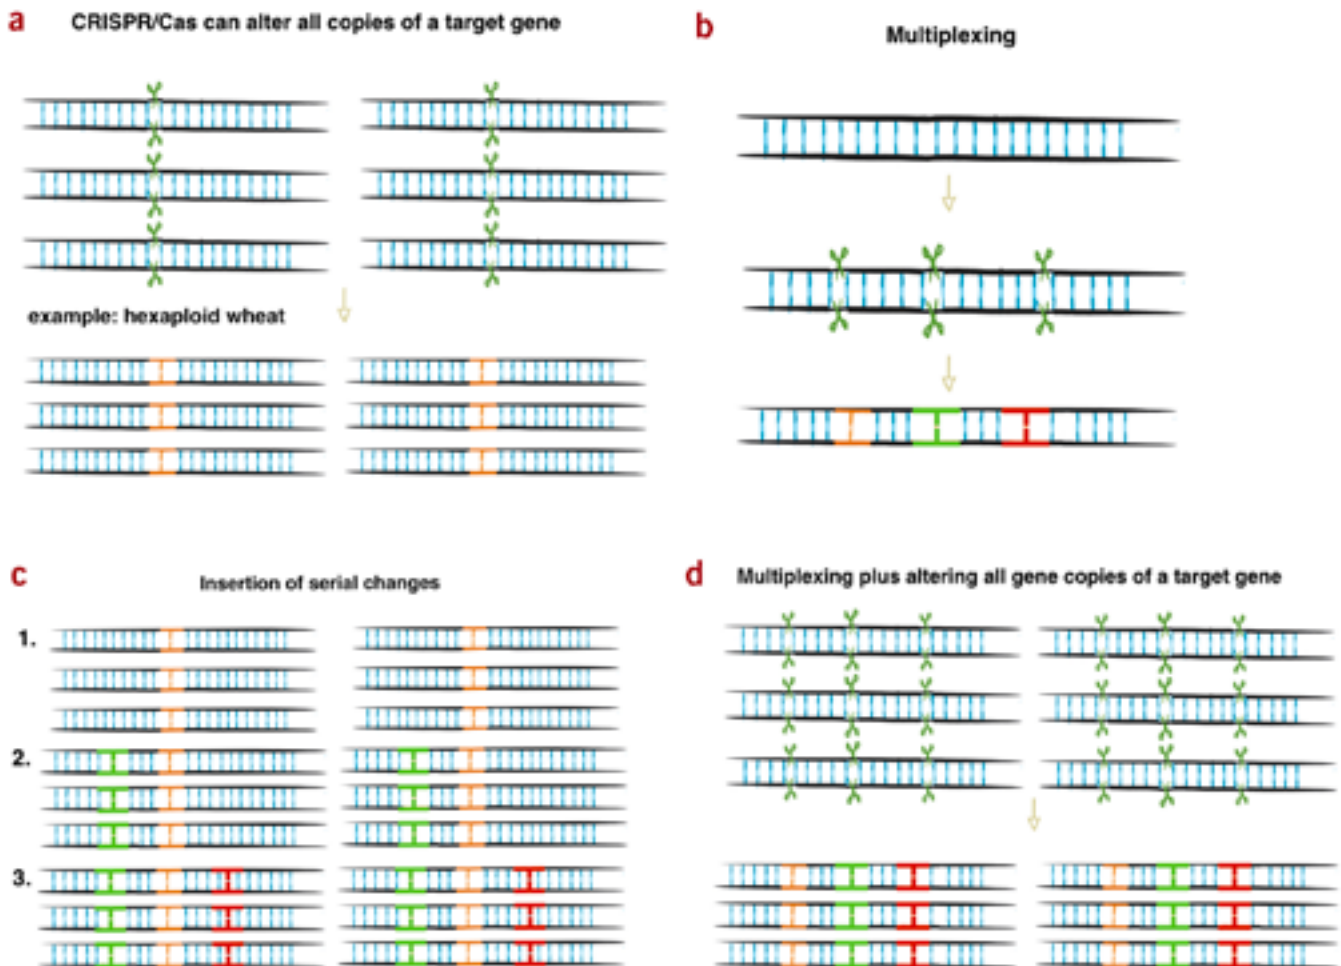 a
CRISPR/Cas can alter all copies of a target gene
example: hexaploid wheat
b
Multiplexing
c
Insertion of serial changes
1.
2.
3.
d
Multiplexing plus altering all gene copies of a target gene